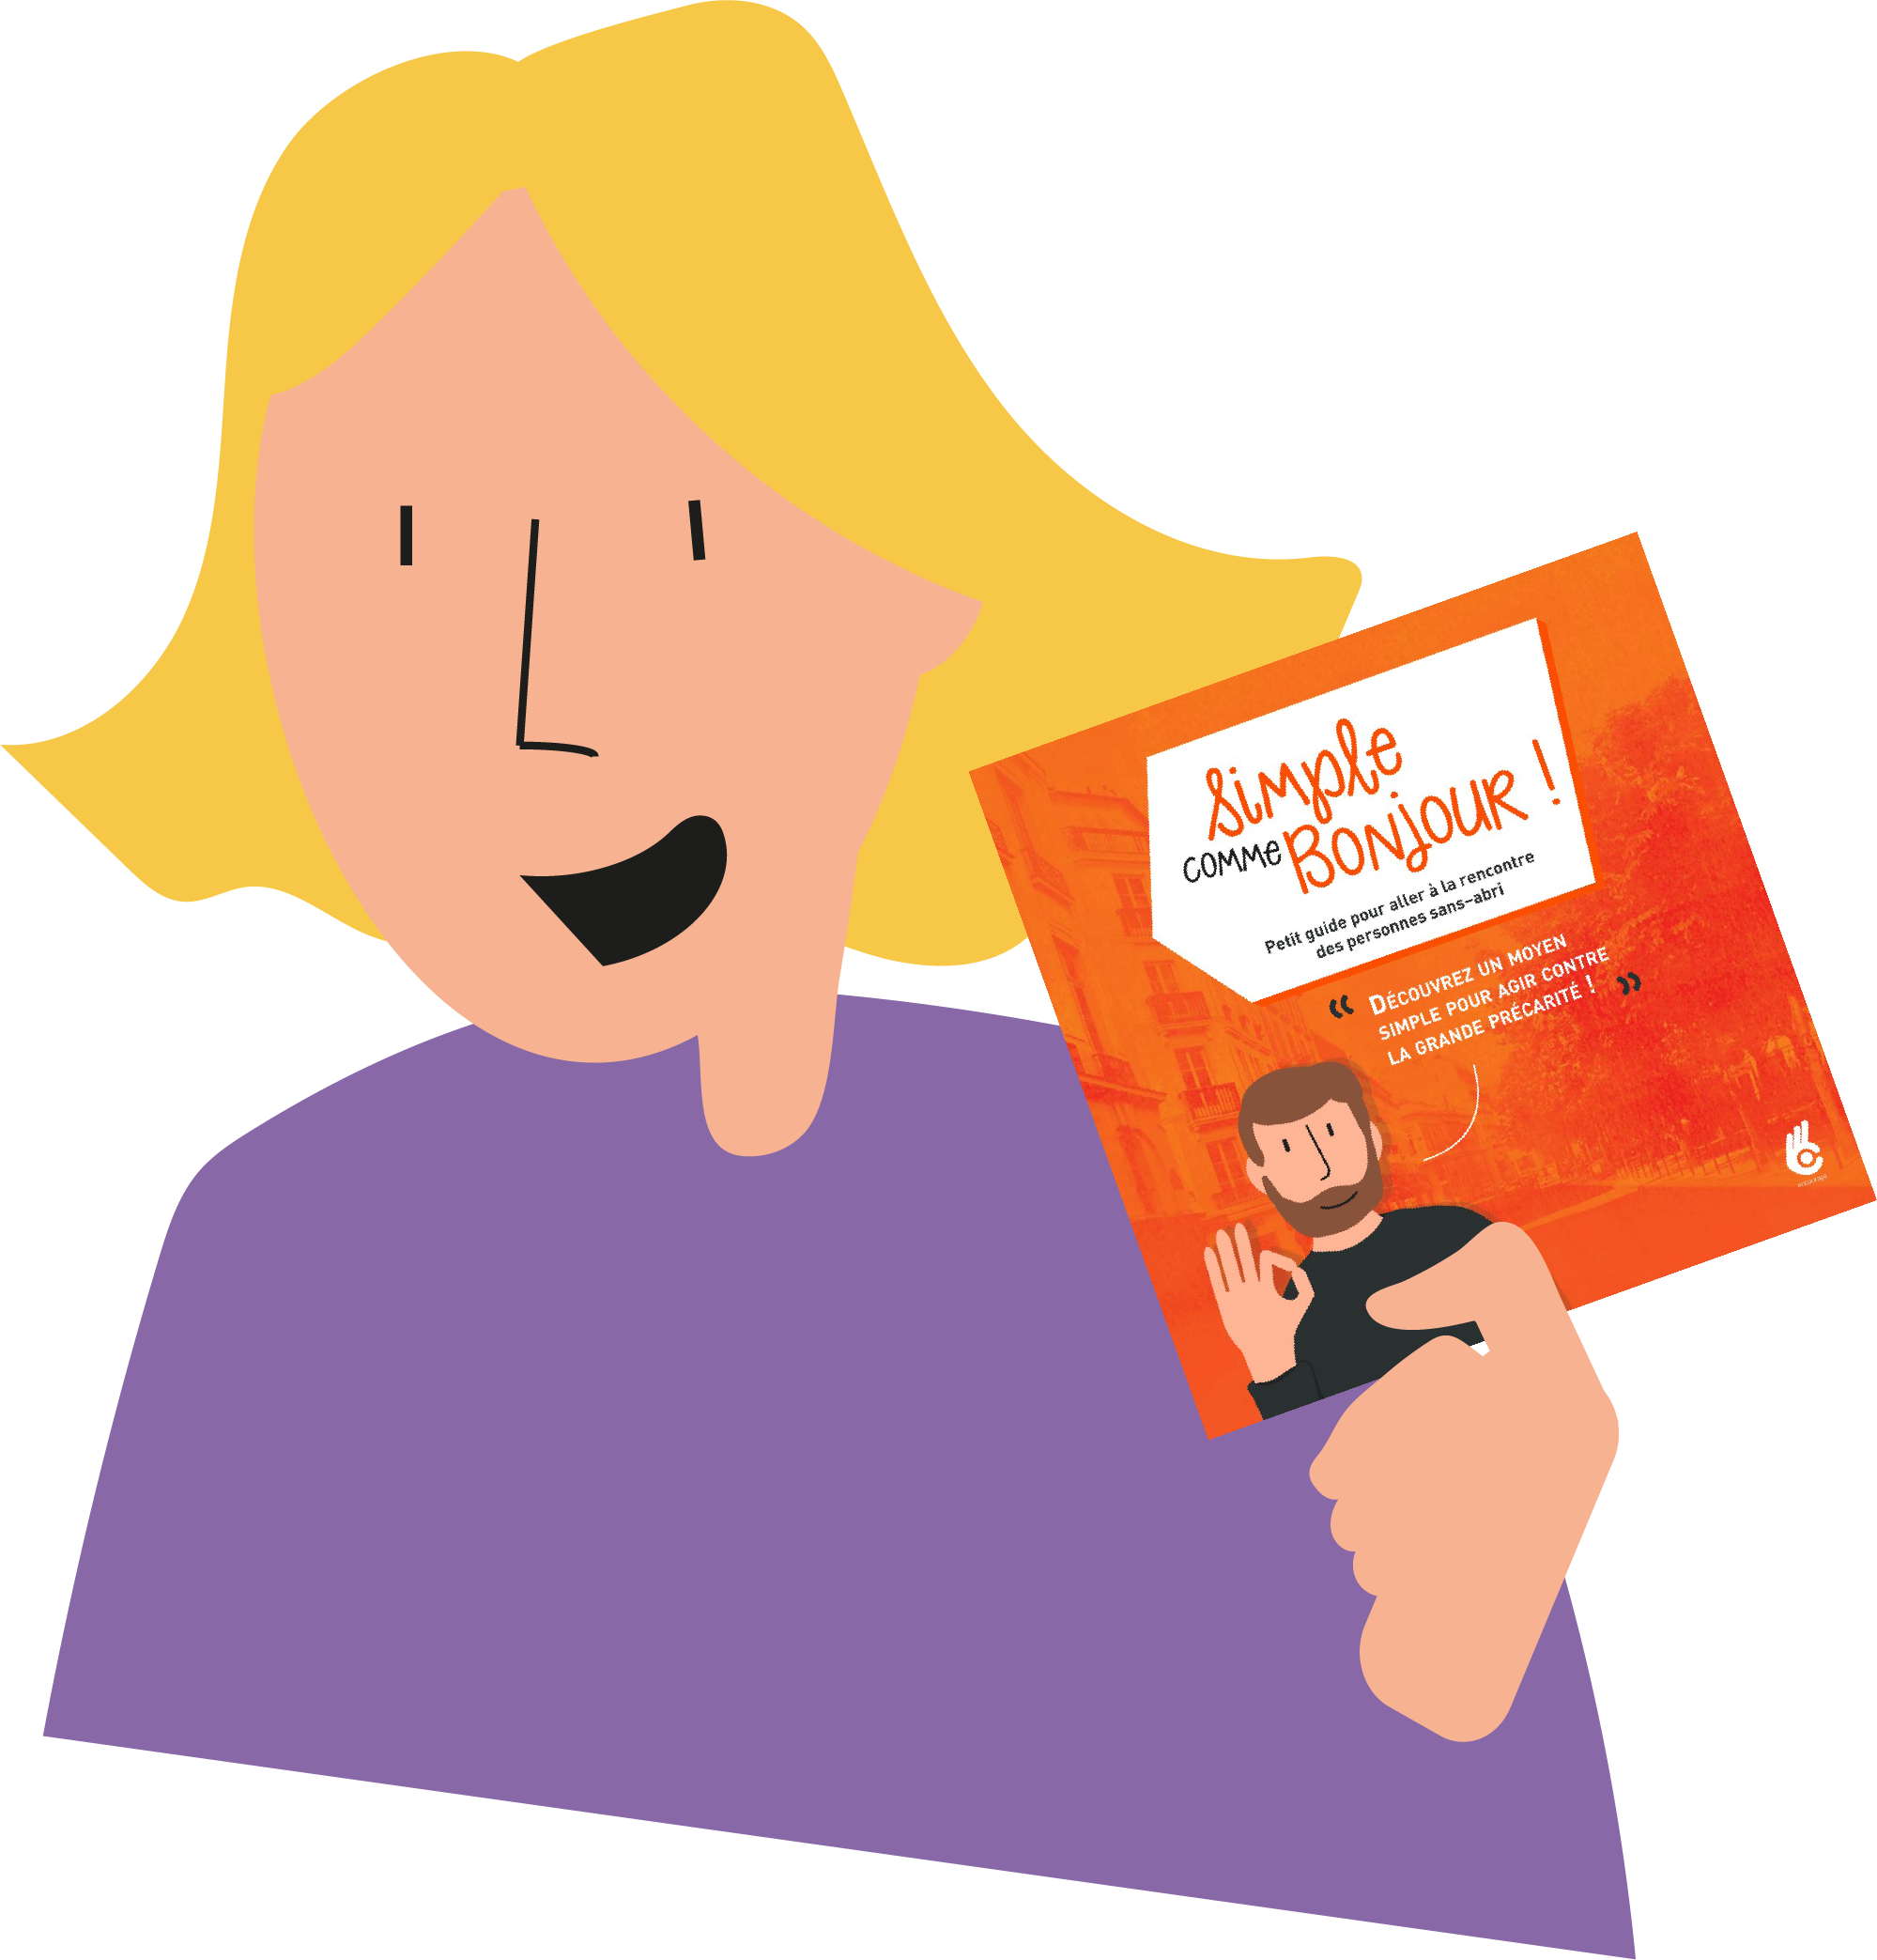 Simple
COMME BONJOUR !
Petit guide pour aller à la rencontre
des personnes sans-abri
“ DÉCOUVREZ UN MOYEN
SIMPLE POUR AGIR CONTRE
LA GRANDE PRÉCARITÉ ! ”